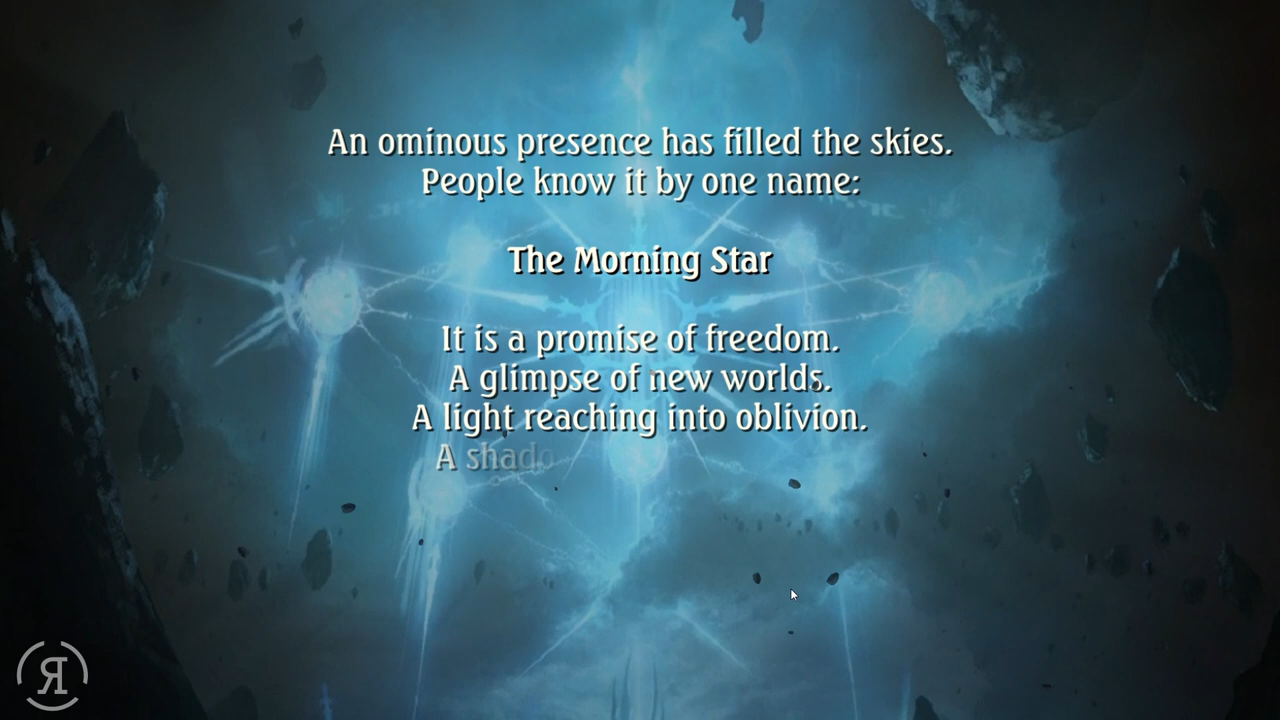 An ominous presence has filled the skies.
People know it by one name:
The Morning Star
It is a promise of freedom.
A glimpse of new worlds.
A light reaching into oblivion.
A shado